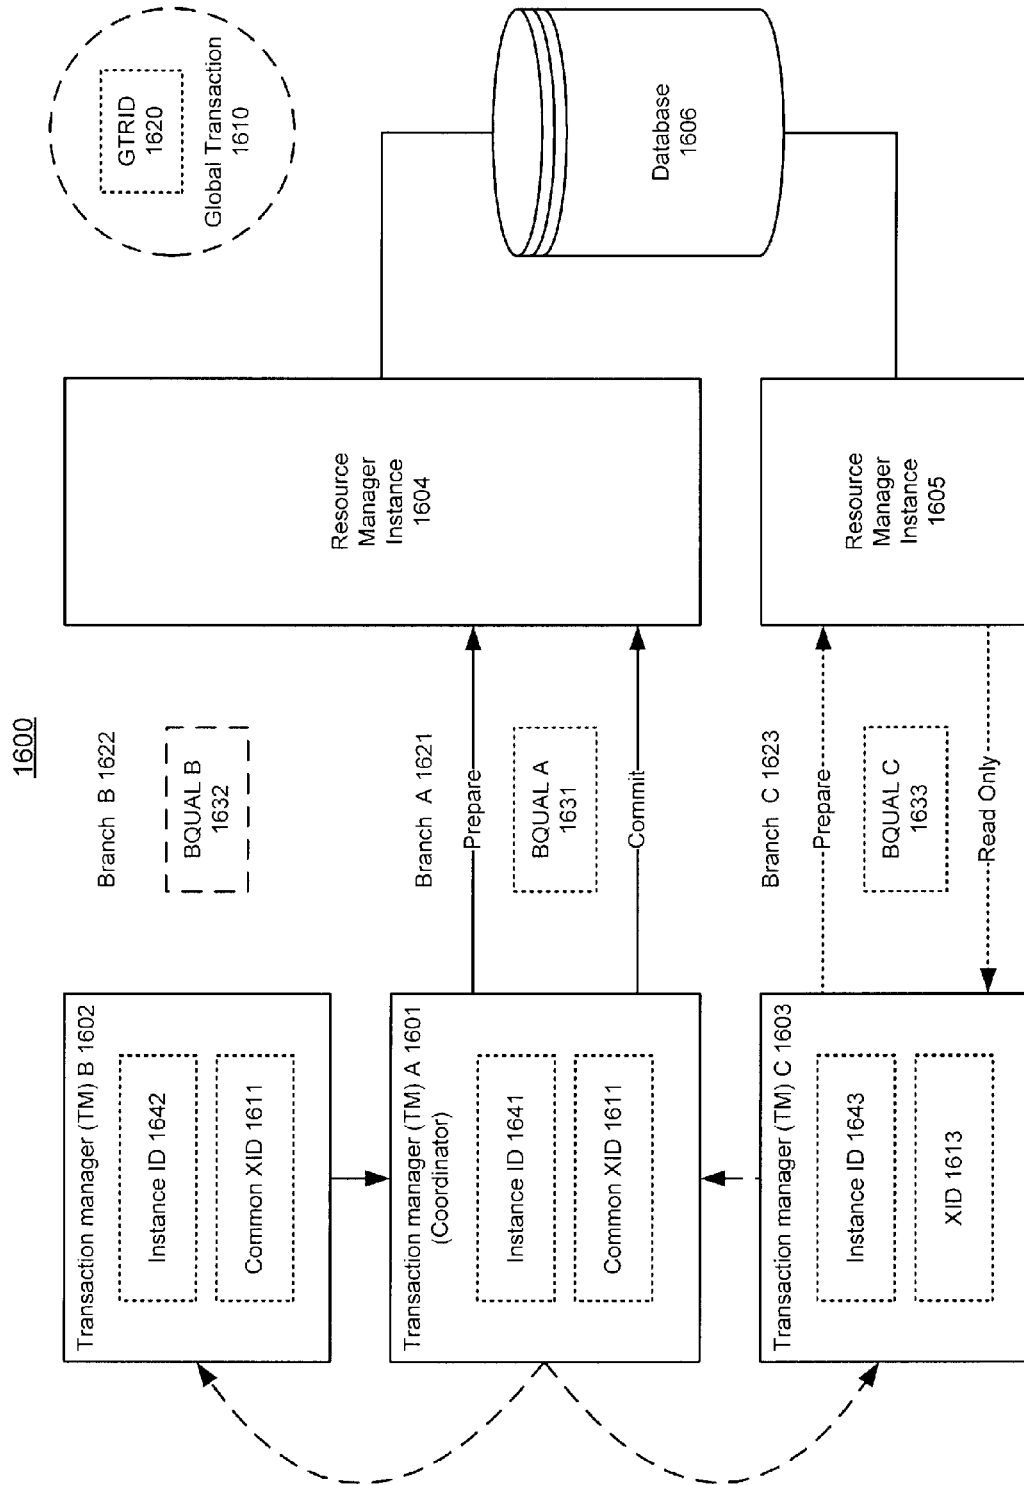 1600
Transaction manager (TM) B 1602
Instance ID 1642
Common XID 1611
Branch B 1622
BQUAL B
1632
Transaction manager (TM) A 1601
(Coordinator)
Instance ID 1641
Common XID 1611
Branch A 1621
Prepare
BQUAL A
1631
Commit
Transaction manager (TM) C 1603
Instance ID 1643
XID 1613
Branch C 1623
Prepare
BQUAL C
1633
Read Only
Resource
Manager
Instance
1604
Resource
Manager
Instance
1605
GTRID
1620
Global Transaction
1610
Database
1606